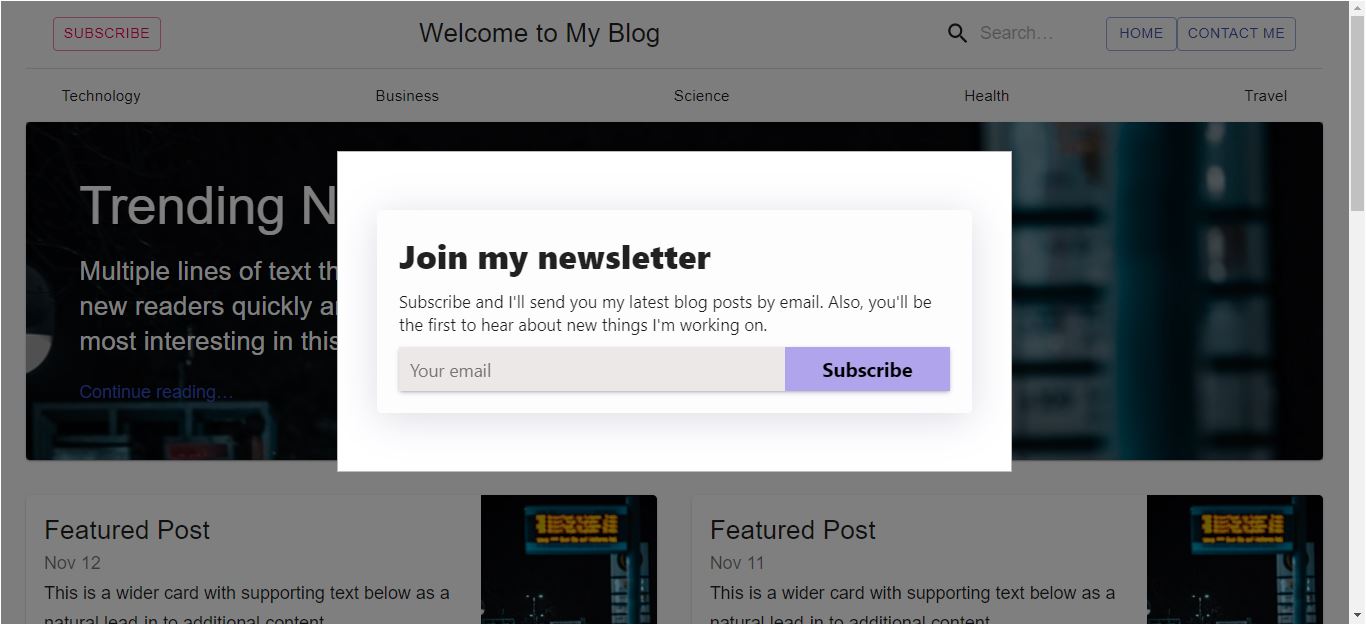 SUBSCRIBE
Welcome to My Blog
Search…
HOME
CONTACT ME
Technology
Business
Science
Health
Travel
Trending N
Multiple lines of text th
new readers quickly a
most interesting in this
Continue reading…
Join my newsletter
Subscribe and I'll send you my latest blog posts by email. Also, you'll be
the first to hear about new things I'm working on.
Your email
Subscribe
Featured Post
Nov 12
This is a wider card with supporting text below as a
natural lead-in to additional content.
Featured Post
Nov 11
This is a wider card with supporting text below as a
natural lead-in to additional content.